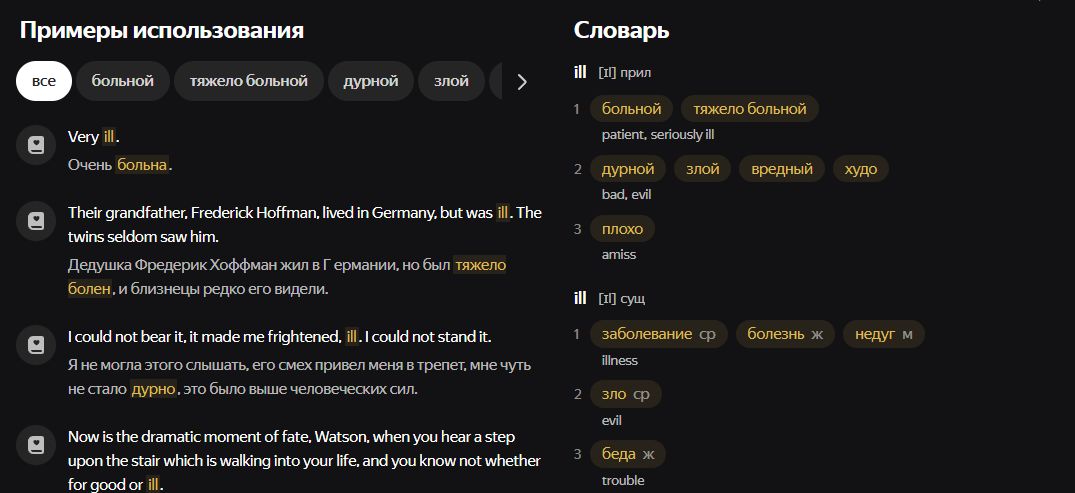 Примеры использования
все больной тяжело больной дурной злой
Very ill.
Очень больна.
Their grandfather, Frederick Hoffman, lived in Germany, but was ill. The
twins seldom saw him.
Дедушка Фредерик Хоффман жил в Г ермании, но был тяжело
болен, и близнецы редко его видели.
I could not bear it, it made me frightened, ill. I could not stand it.
Я не могла этого слышать, его смех привел меня в трепет, мне чуть
не стало дурно, это было выше человеческих сил.
Now is the dramatic moment of fate, Watson, when you hear a step
upon the stair which is walking into your life, and you know not whether
for good or ill.
Словарь
ill [ɪl] прил
1 больной тяжело больной
patient, seriously ill
2 дурной злой вредный худо
bad, evil
3 плохо
amiss
ill [ɪl] сущ
1 заболевание ср болезнь ж недуг м
illness
2 зло ср
evil
3 беда ж
trouble